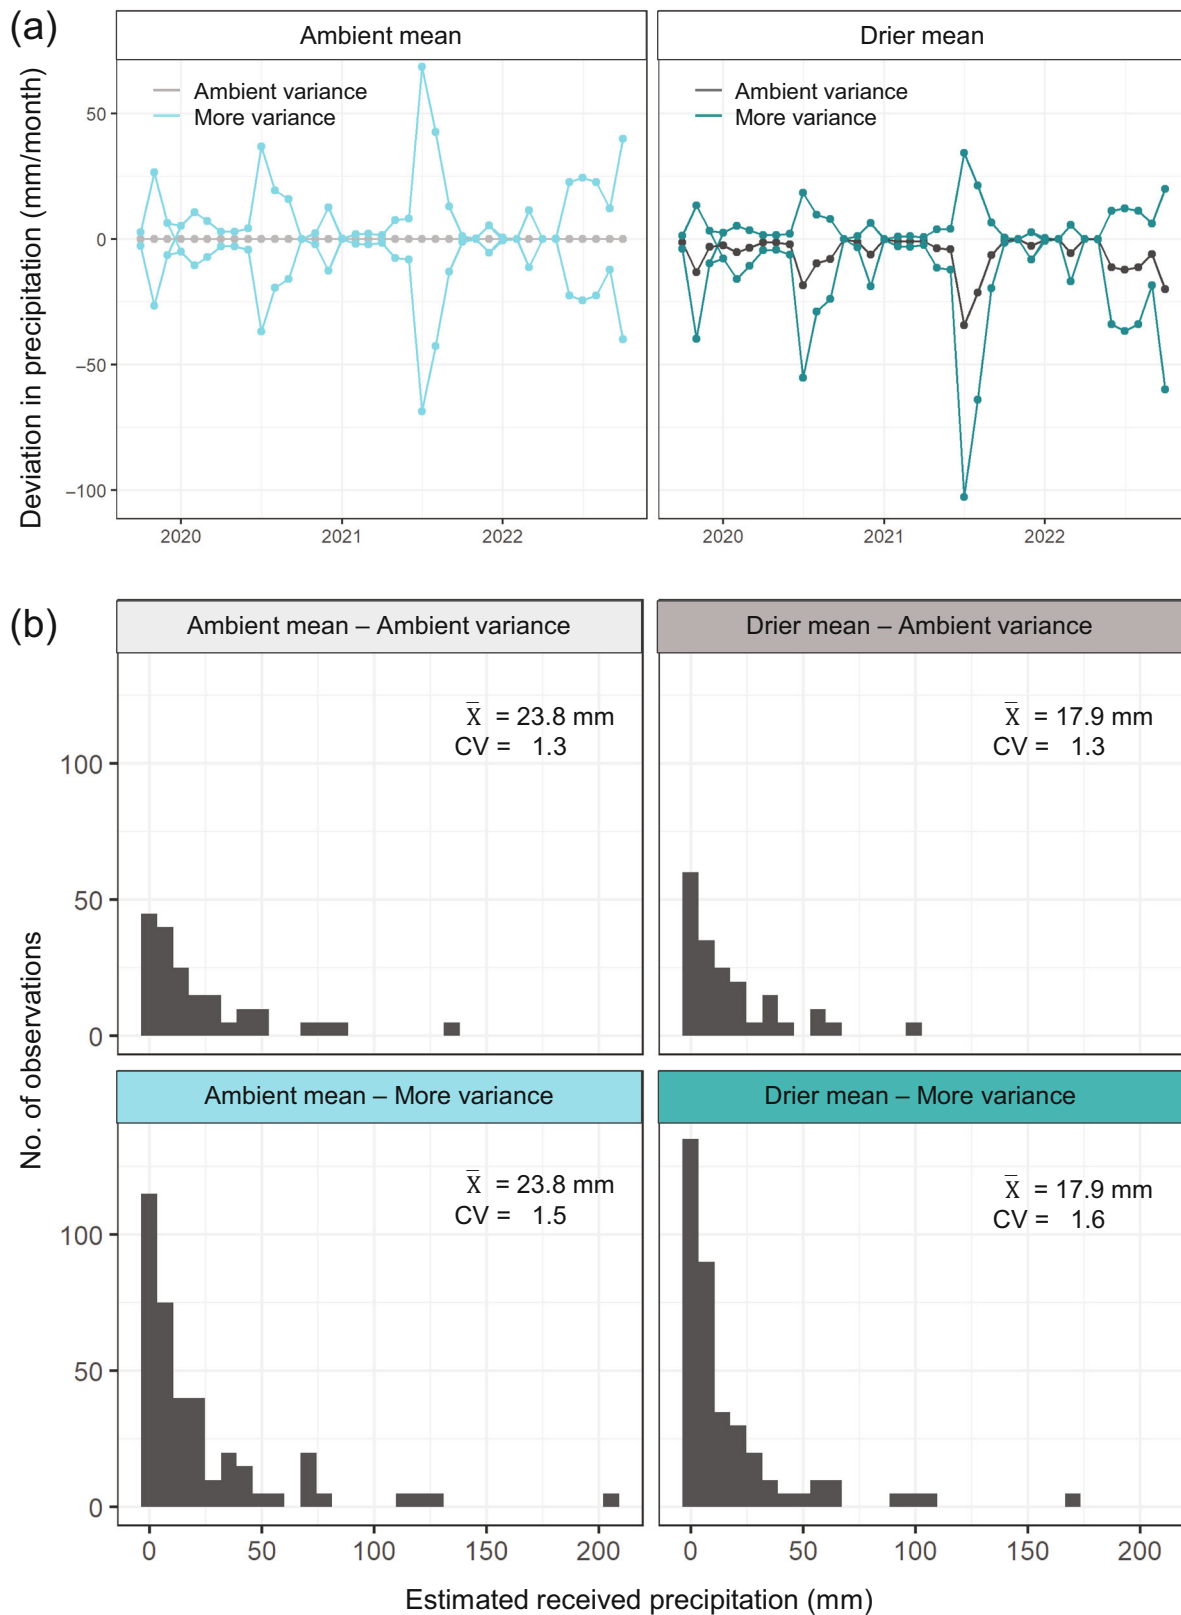 (a)
Ambient mean
Drier mean
Deviation in precipitation (mm/month)
Ambient variance
More variance
Ambient variance
More variance
50
0
−50
−100
2020
2021
2022
2020
2021
2022
(b)
Ambient mean – Ambient variance
Drier mean – Ambient variance
X̅ = 23.8 mm
CV = 1.3
X̅ = 17.9 mm
CV = 1.3
100
50
0
No. of observations
Ambient mean – More variance
Drier mean – More variance
X̅ = 23.8 mm
CV = 1.5
X̅ = 17.9 mm
CV = 1.6
100
50
0
0
50
100
150
200
0
50
100
150
200
Estimated received precipitation (mm)